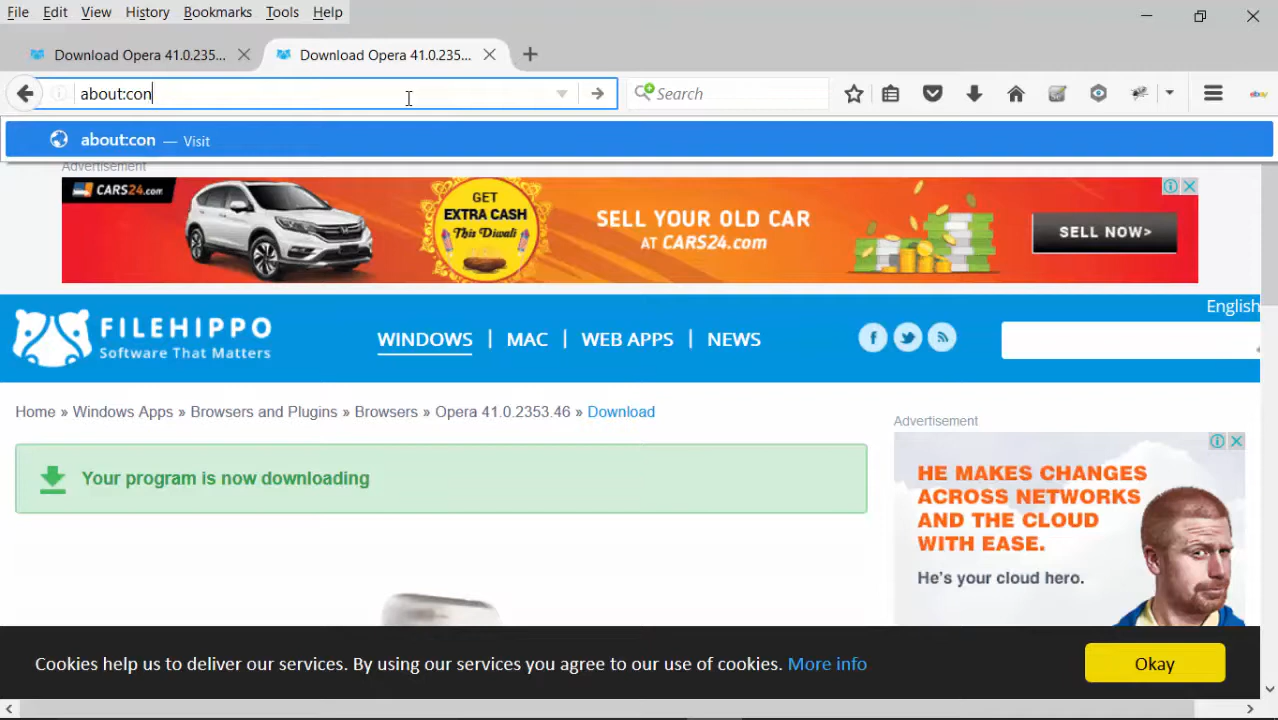 File Edit View History Bookmarks Tools Help
Download Opera 41.0.235... Download Opera 41.0.235...
about:con Search ebay
about:con — Visit
Advertisement
CARS24.com
GET
EXTRA CASH
This Diwali
SELL YOUR OLD CAR
AT CARS24.com
SELL NOW>
English
FILEHIPPO
Software That Matters
WINDOWS | MAC | WEB APPS | NEWS
Home » Windows Apps » Browsers and Plugins » Browsers » Opera 41.0.2353.46 » Download
Advertisement
Your program is now downloading
HE MAKES CHANGES
ACROSS NETWORKS
AND THE CLOUD
WITH EASE.
He's your cloud hero.
Cookies help us to deliver our services. By using our services you agree to our use of cookies. More info
Okay